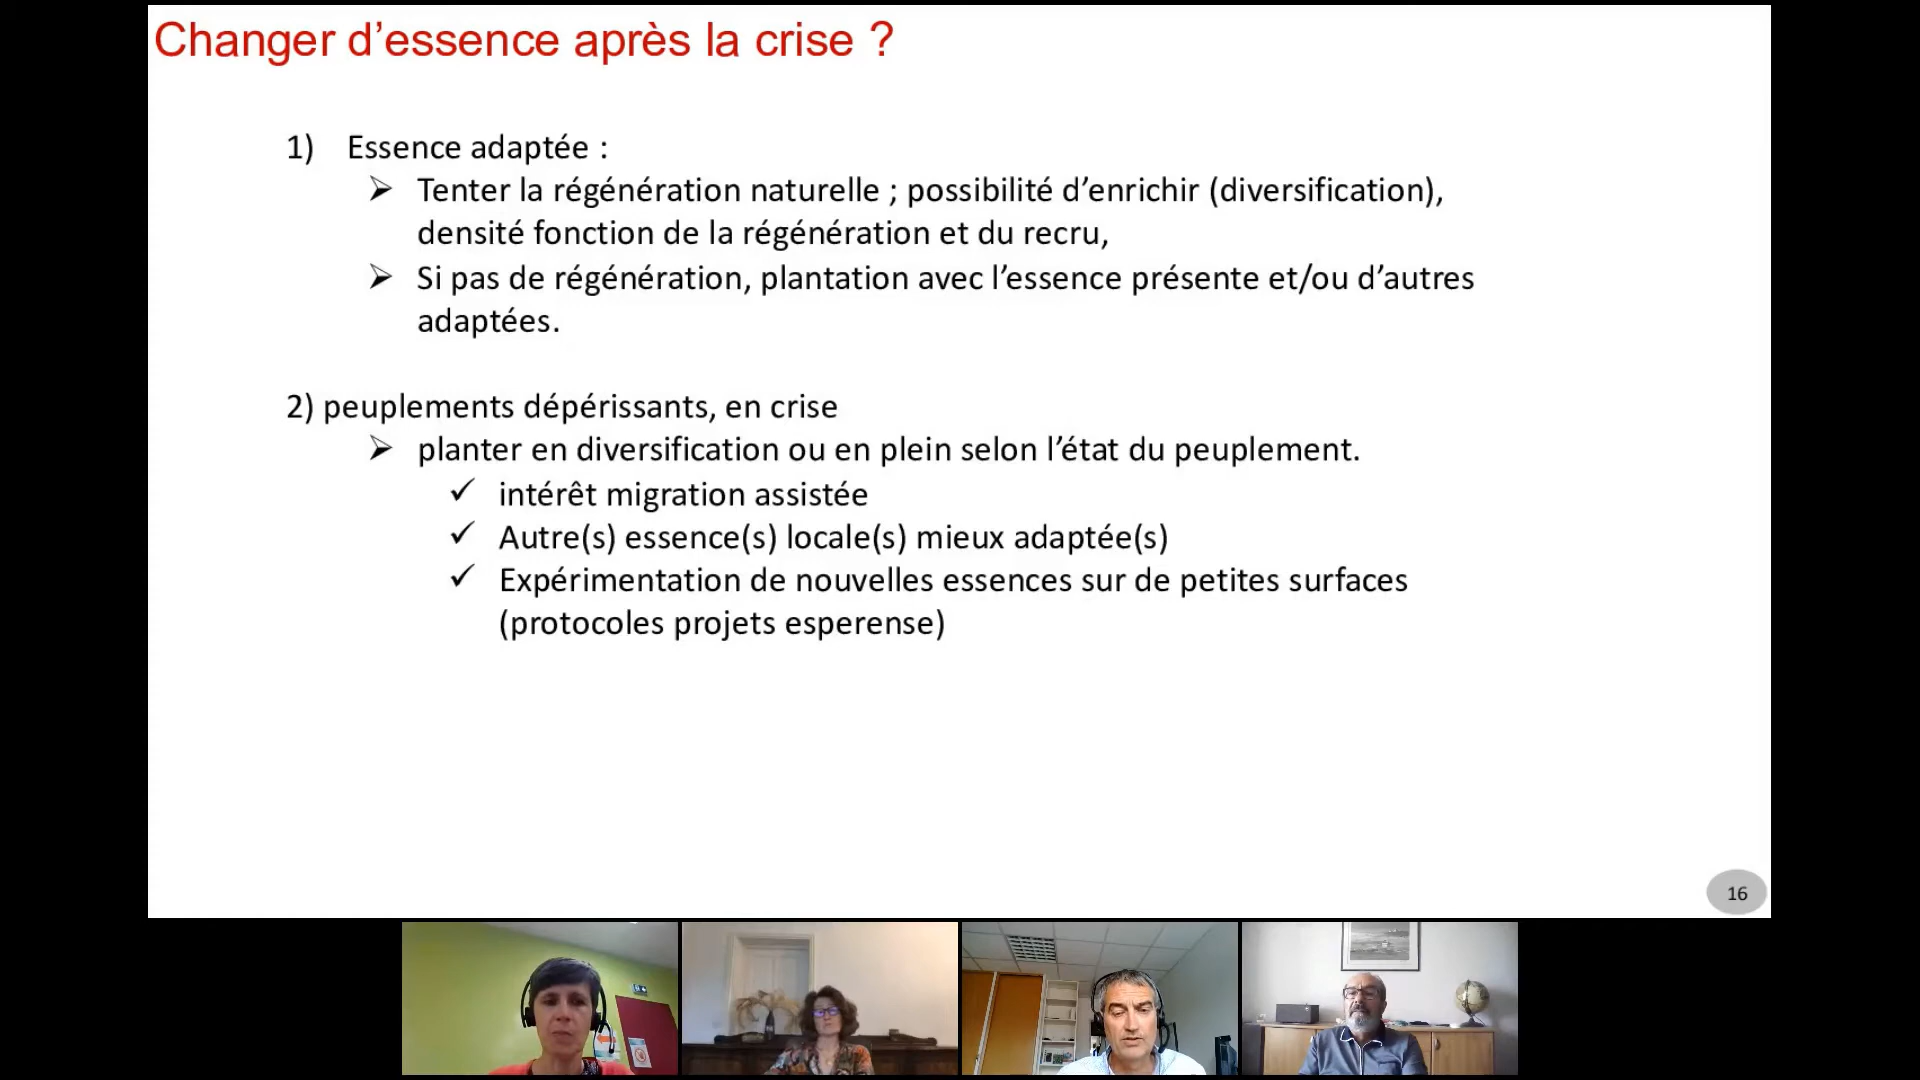 Changer d’essence après la crise ?
1) Essence adaptée :
➢ Tenter la régénération naturelle ; possibilité d’enrichir (diversification),
densité fonction de la régénération et du recru,
➢ Si pas de régénération, plantation avec l’essence présente et/ou d’autres
adaptées.
2) peuplements dépérissants, en crise
➢ planter en diversification ou en plein selon l’état du peuplement.
✓ intérêt migration assistée
✓ Autre(s) essence(s) locale(s) mieux adaptée(s)
✓ Expérimentation de nouvelles essences sur de petites surfaces
(protocoles projets esperense)
16